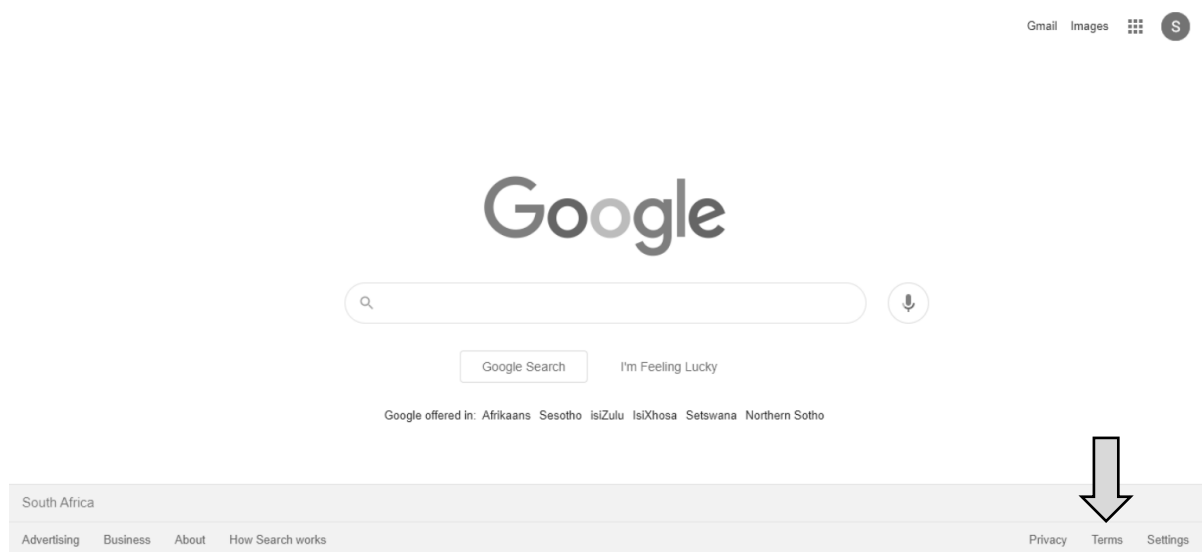 Gmail Images S
Google
Google Search I'm Feeling Lucky
Google offered in: Afrikaans Sesotho isiZulu IsiXhosa Setswana Northern Sotho
South Africa
Advertising Business About How Search works Privacy Terms Settings